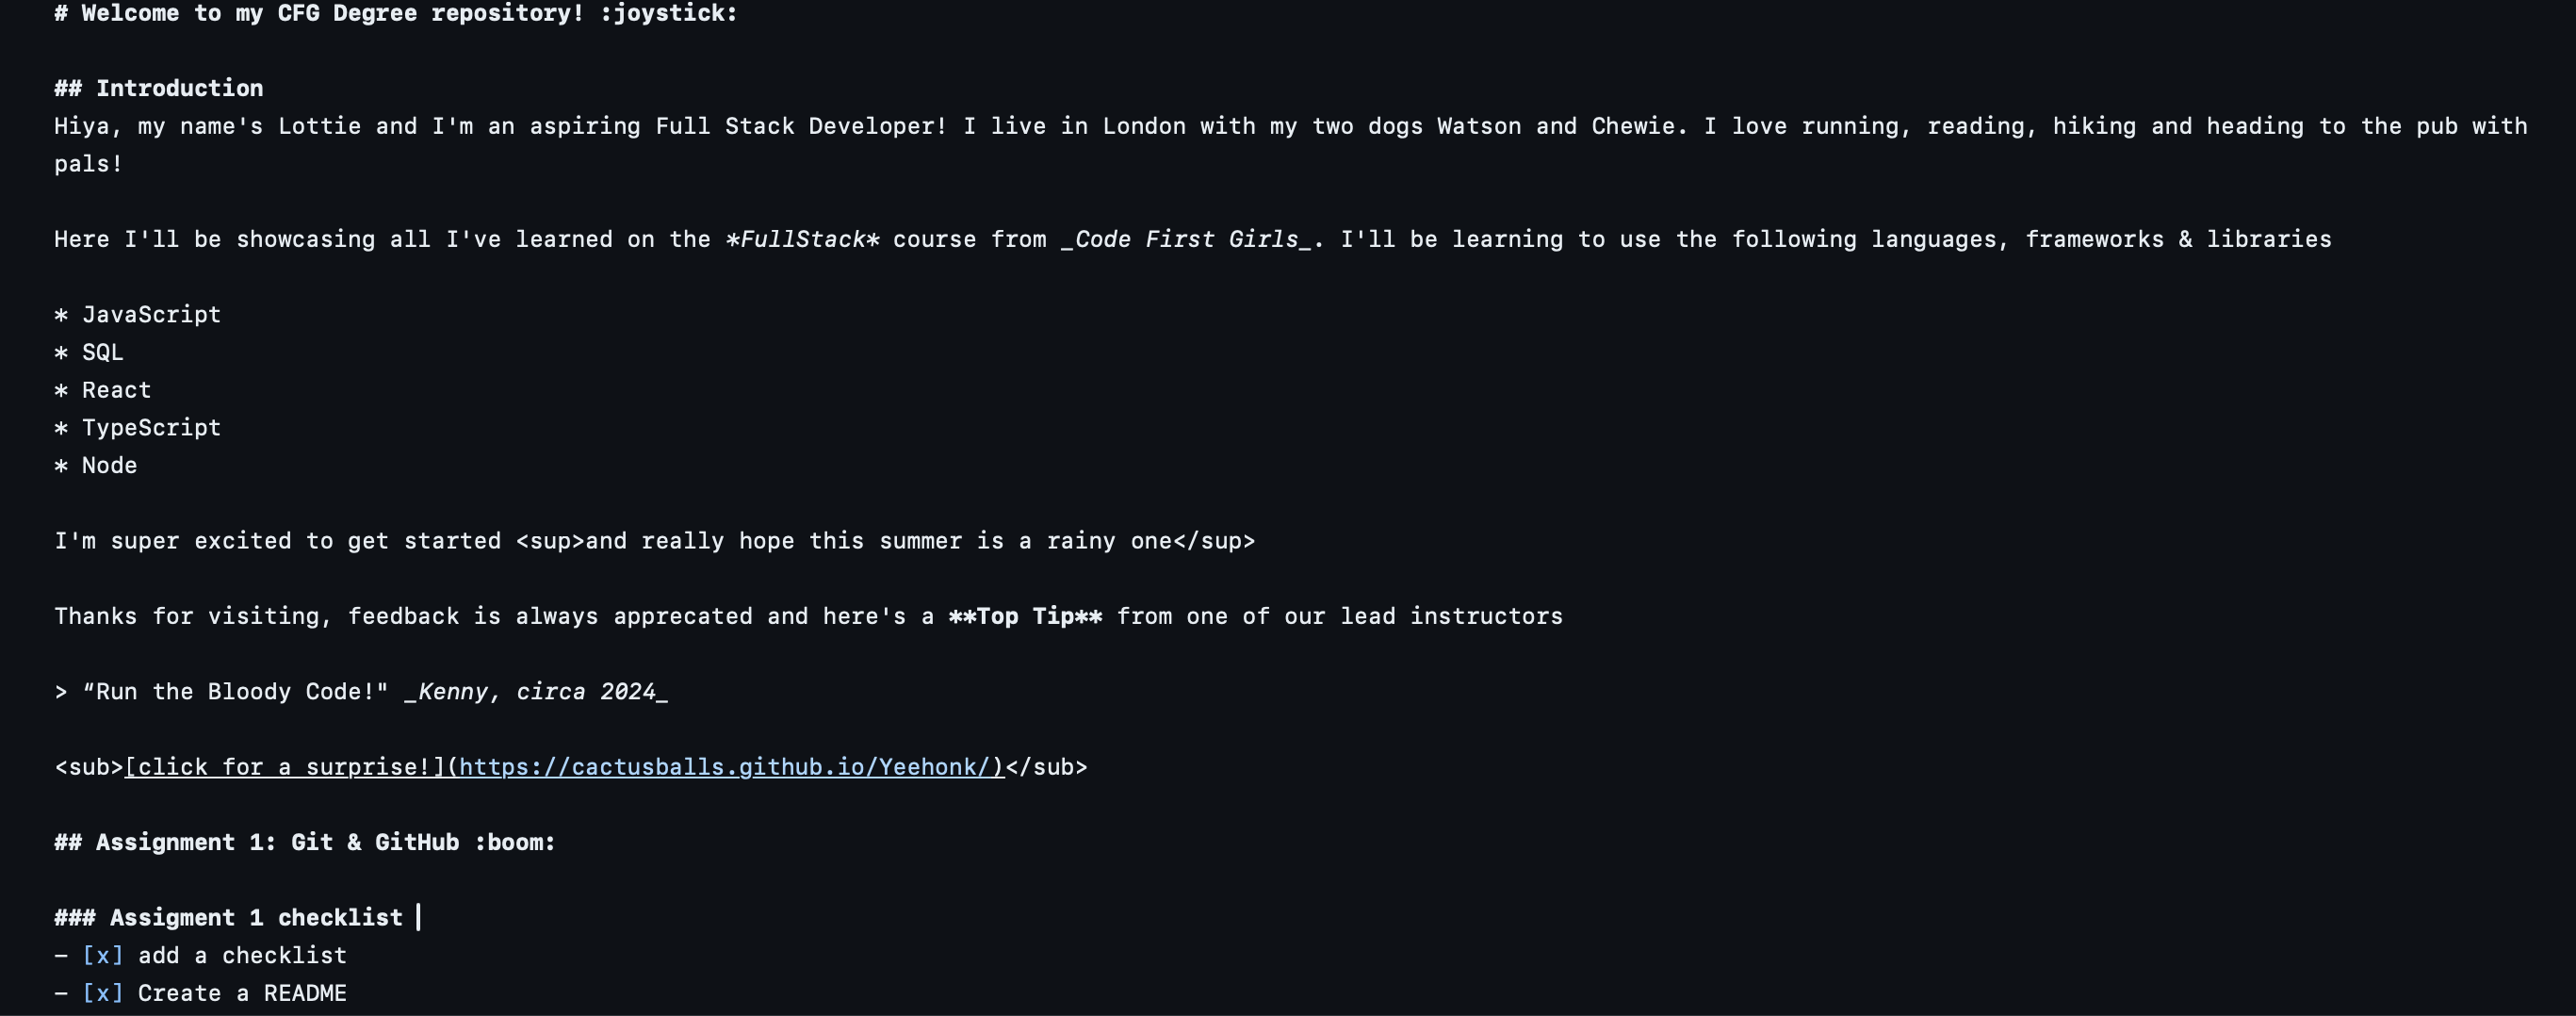 # Welcome to my CFG Degree repository! :joystick:
## Introduction
Hiya, my name's Lottie and I'm an aspiring Full Stack Developer! I live in London with my two dogs Watson and Chewie. I love running, reading, hiking and heading to the pub with
pals!
Here I'll be showcasing all I've learned on the *FullStack* course from _Code First Girls_. I'll be learning to use the following languages, frameworks & libraries
* JavaScript
* SQL
* React
* TypeScript
* Node
I'm super excited to get started <sup>and really hope this summer is a rainy one</sup>
Thanks for visiting, feedback is always apprecated and here's a **Top Tip** from one of our lead instructors
> “Run the Bloody Code!" _Kenny, circa 2024_
<sub>[click for a surprise!](https://cactusballs.github.io/Yeehonk/)</sub>
## Assignment 1: Git & GitHub :boom:
### Assigment 1 checklist
- [x] add a checklist
- [x] Create a README